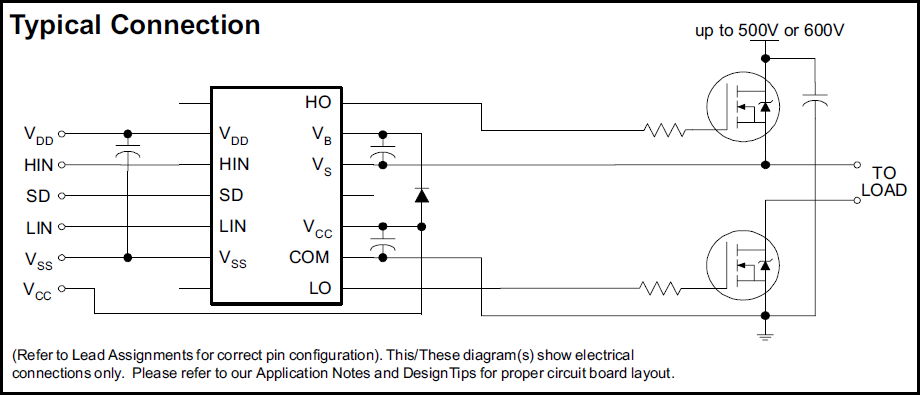 Typical Connection
up to 500V or 600V
HO
VDD
VDD
VB
HIN
HIN
VS
TO
LOAD
SD
SD
LIN
LIN
VCC
VSS
VSS
COM
VCC
LO
(Refer to Lead Assignments for correct pin configuration). This/These diagram(s) show electrical
connections only. Please refer to our Application Notes and DesignTips for proper circuit board layout.